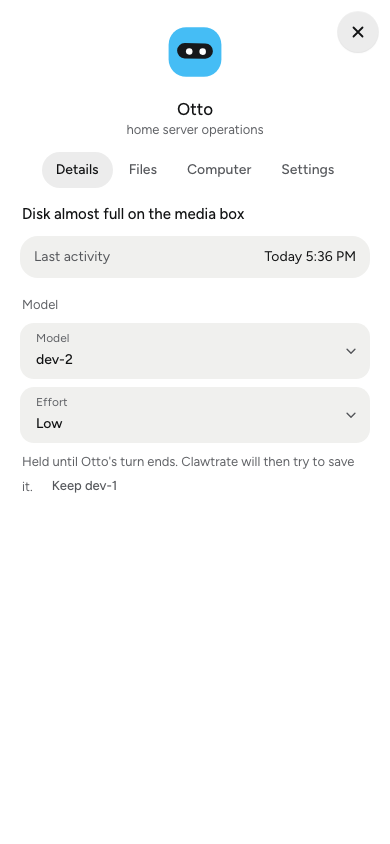 Otto
home server operations
Details Files Computer Settings
Disk almost full on the media box
Last activity Today 5:36 PM
Model
Model
dev-2
Effort
Low
Held until Otto's turn ends. Clawtrate will then try to save
it. Keep dev-1